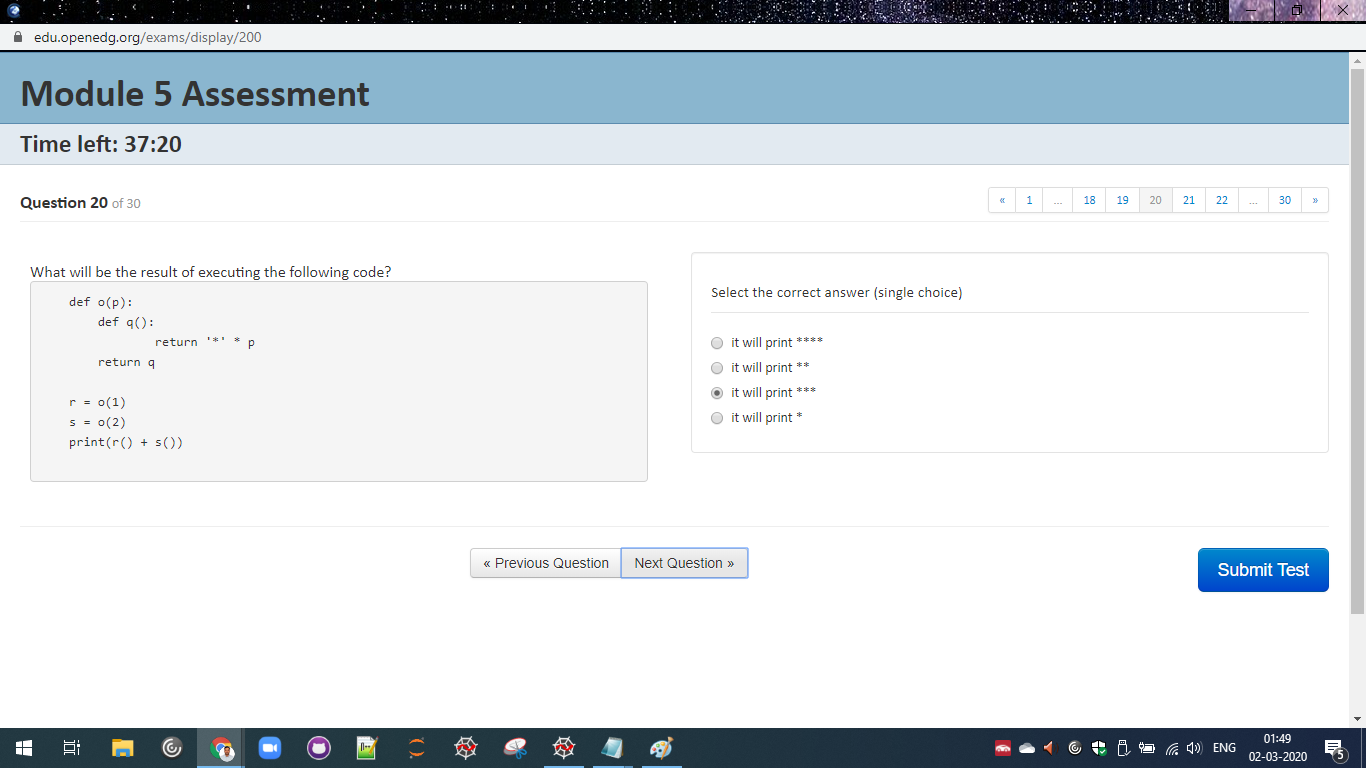 edu.openedg.org/exams/display/200
Module 5 Assessment
Time left: 37:20
Question 20 of 30
« 1 ... 18 19 20 21 22 ... 30 »
What will be the result of executing the following code?
def o(p):
    def q():
            return '*' * p
    return q
r = o(1)
s = o(2)
print(r() + s())
Select the correct answer (single choice)
it will print ****
it will print **
it will print ***
it will print *
« Previous Question
Next Question »
Submit Test
ENG
01:49
02-03-2020
5